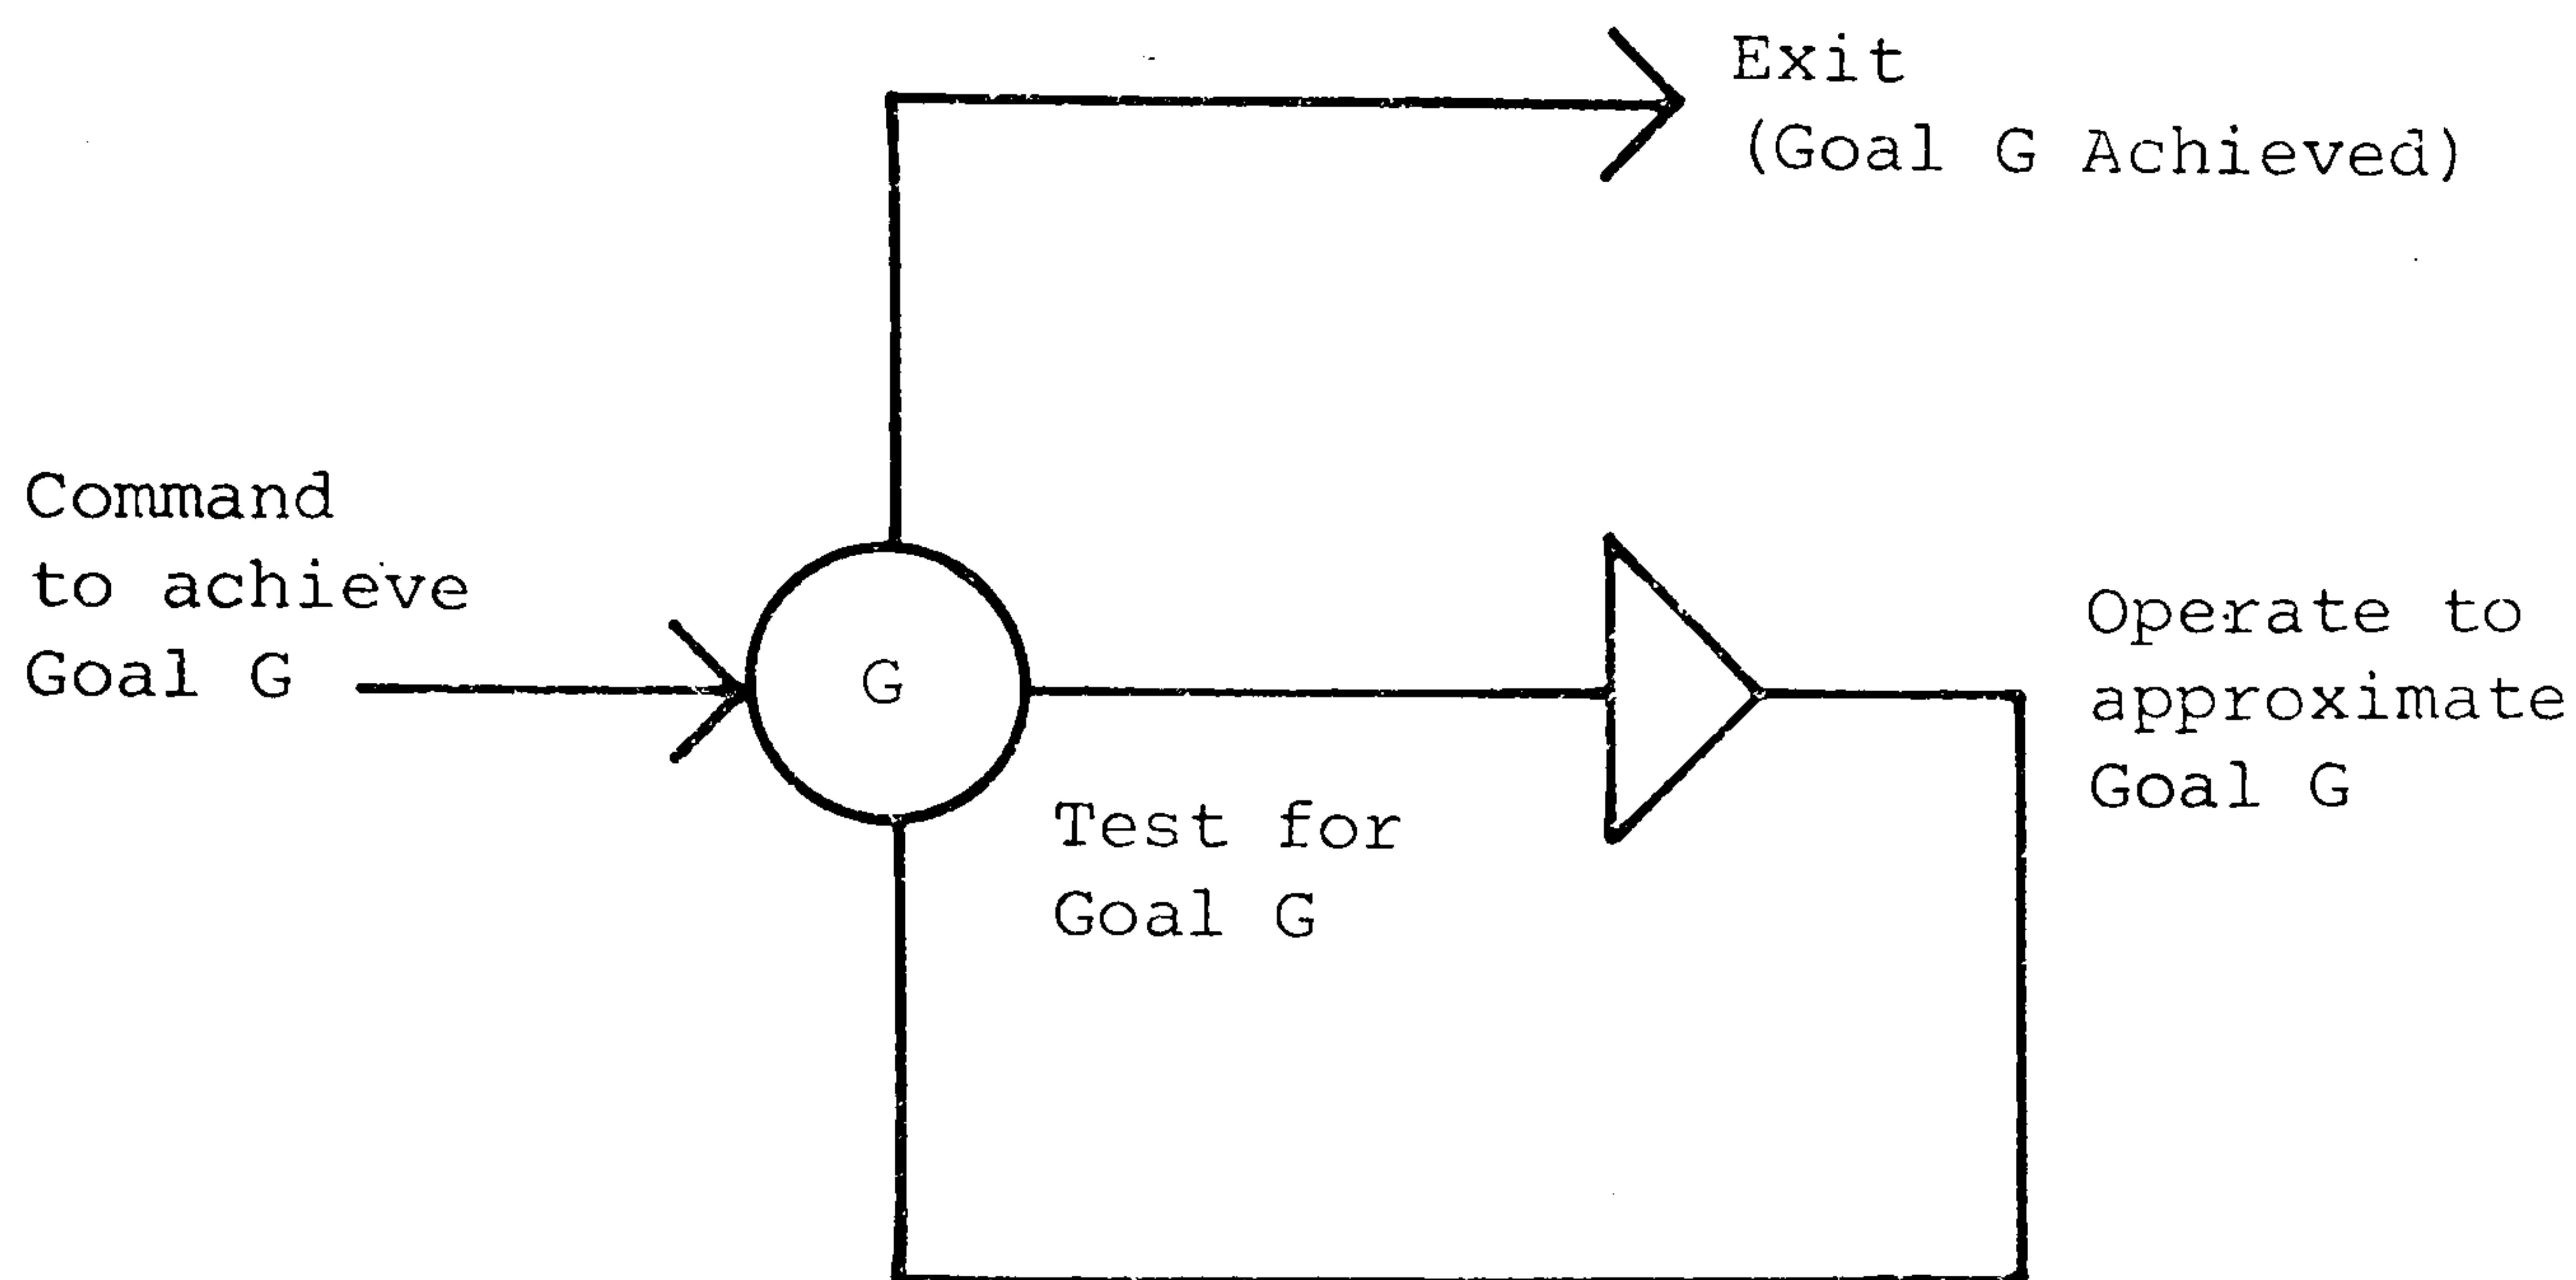 Exit
(Goal G Achieved)
Command
to achieve
Goal G
G
Operate to
approximate
Goal G
Test for
Goal G